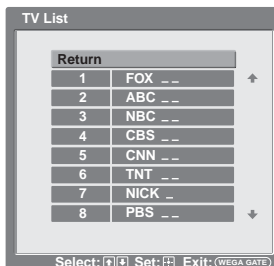 TV List
Return
1 FOX _ _
2 ABC _ _
3 NBC _ _
4 CBS _ _
5 CNN _ _
6 TNT _ _
7 NICK _
8 PBS _ _
Select: Set: Exit: WEGA GATE